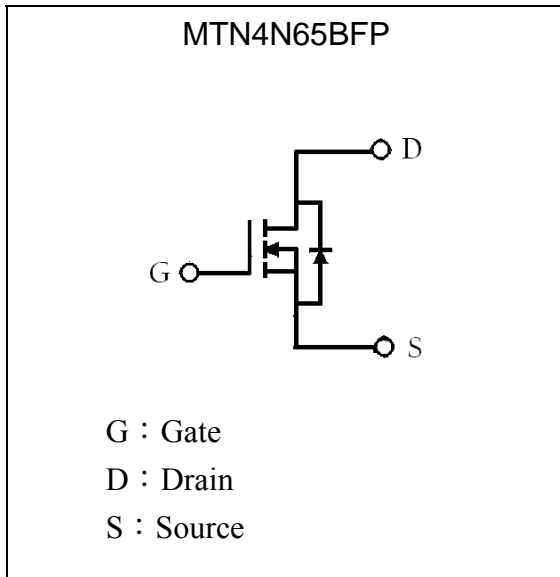 MTN4N65BFP
D
G
S
G：Gate
D：Drain
S：Source